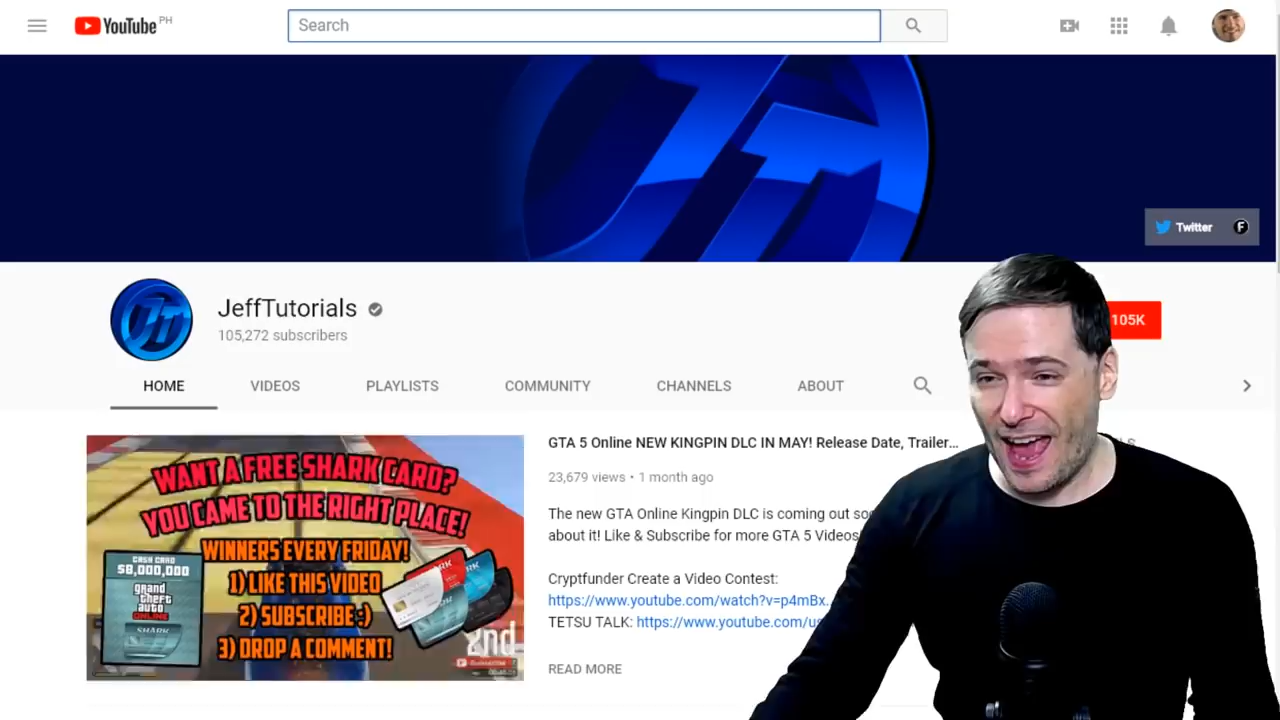 YouTube PH
Search
Twitter
F
JeffTutorials
105,272 subscribers
105K
HOME
VIDEOS
PLAYLISTS
COMMUNITY
CHANNELS
ABOUT
WANT A FREE SHARK CARD?
YOU CAME TO THE RIGHT PLACE!
WINNERS EVERY FRIDAY!
1) LIKE THIS VIDEO
2) SUBSCRIBE :)
3) DROP A COMMENT!
CASH CARD
$8,000,000
grand
theft
auto
ONLINE
SHARK
2nd
GTA 5 Online NEW KINGPIN DLC IN MAY! Release Date, Trailer...
23,679 views • 1 month ago
The new GTA Online Kingpin DLC is coming out
about it! Like & Subscribe for more GTA 5 Videos
Cryptfunder Create a Video Contest:
https://www.youtube.com/watch?v=p4mBx...
TETSU TALK: https://www.youtube.com/us
READ MORE